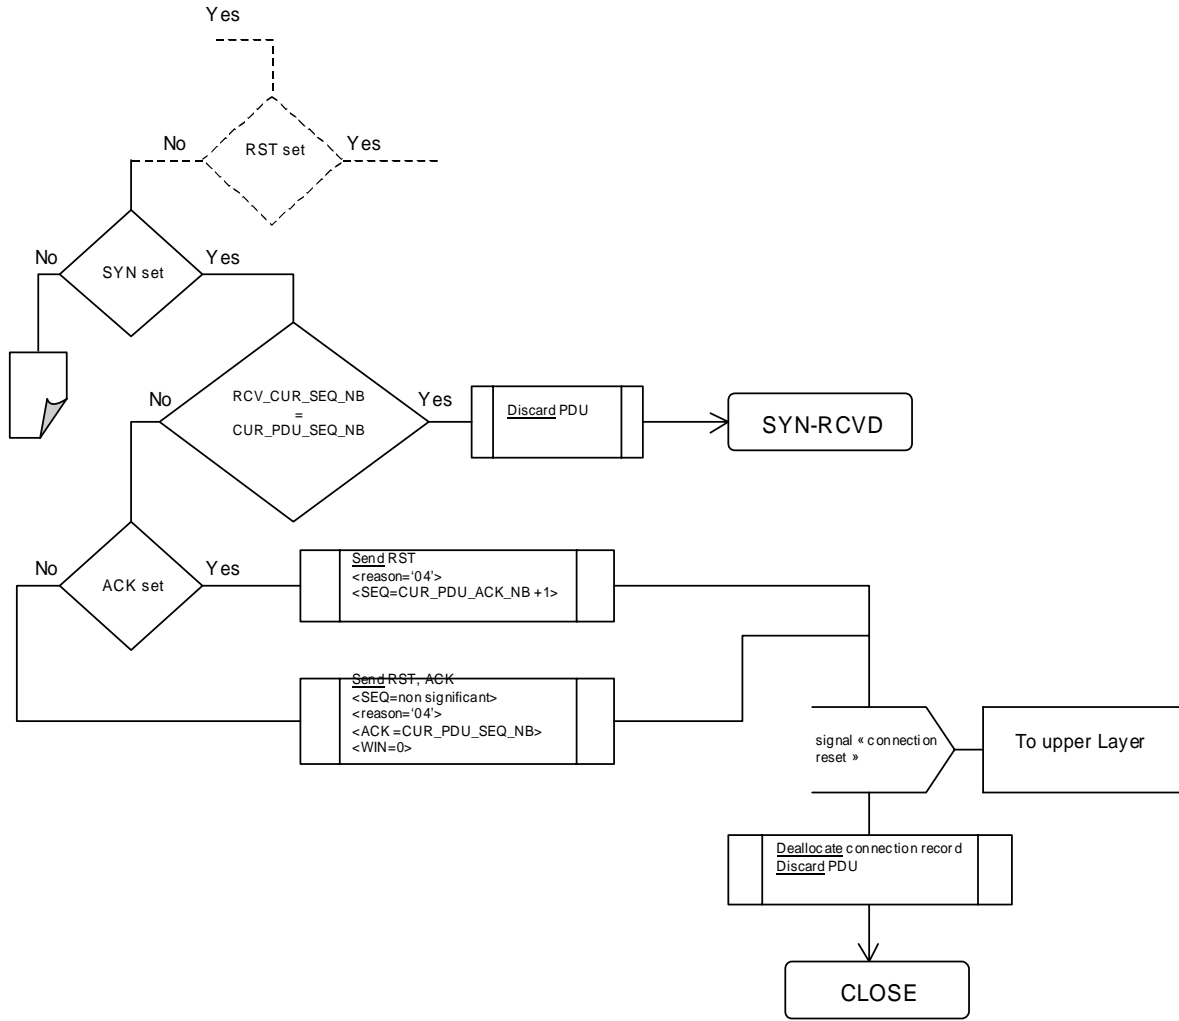 Yes
RST set
No
Yes
SYN set
No
Yes
RCV_CUR_SEQ_NB
=
CUR_PDU_SEQ_NB
No
Yes
Discard PDU
SYN-RCVD
ACK set
No
Yes
Send RST
<reason=‘04’>
<SEQ=CUR_PDU_ACK_NB +1>
Send RST, ACK
<SEQ=non significant>
<reason=‘04’>
<ACK =CUR_PDU_SEQ_NB>
<WIN=0>
signal « connection
reset »
To upper Layer
Deallocate connection record
Discard PDU
CLOSE